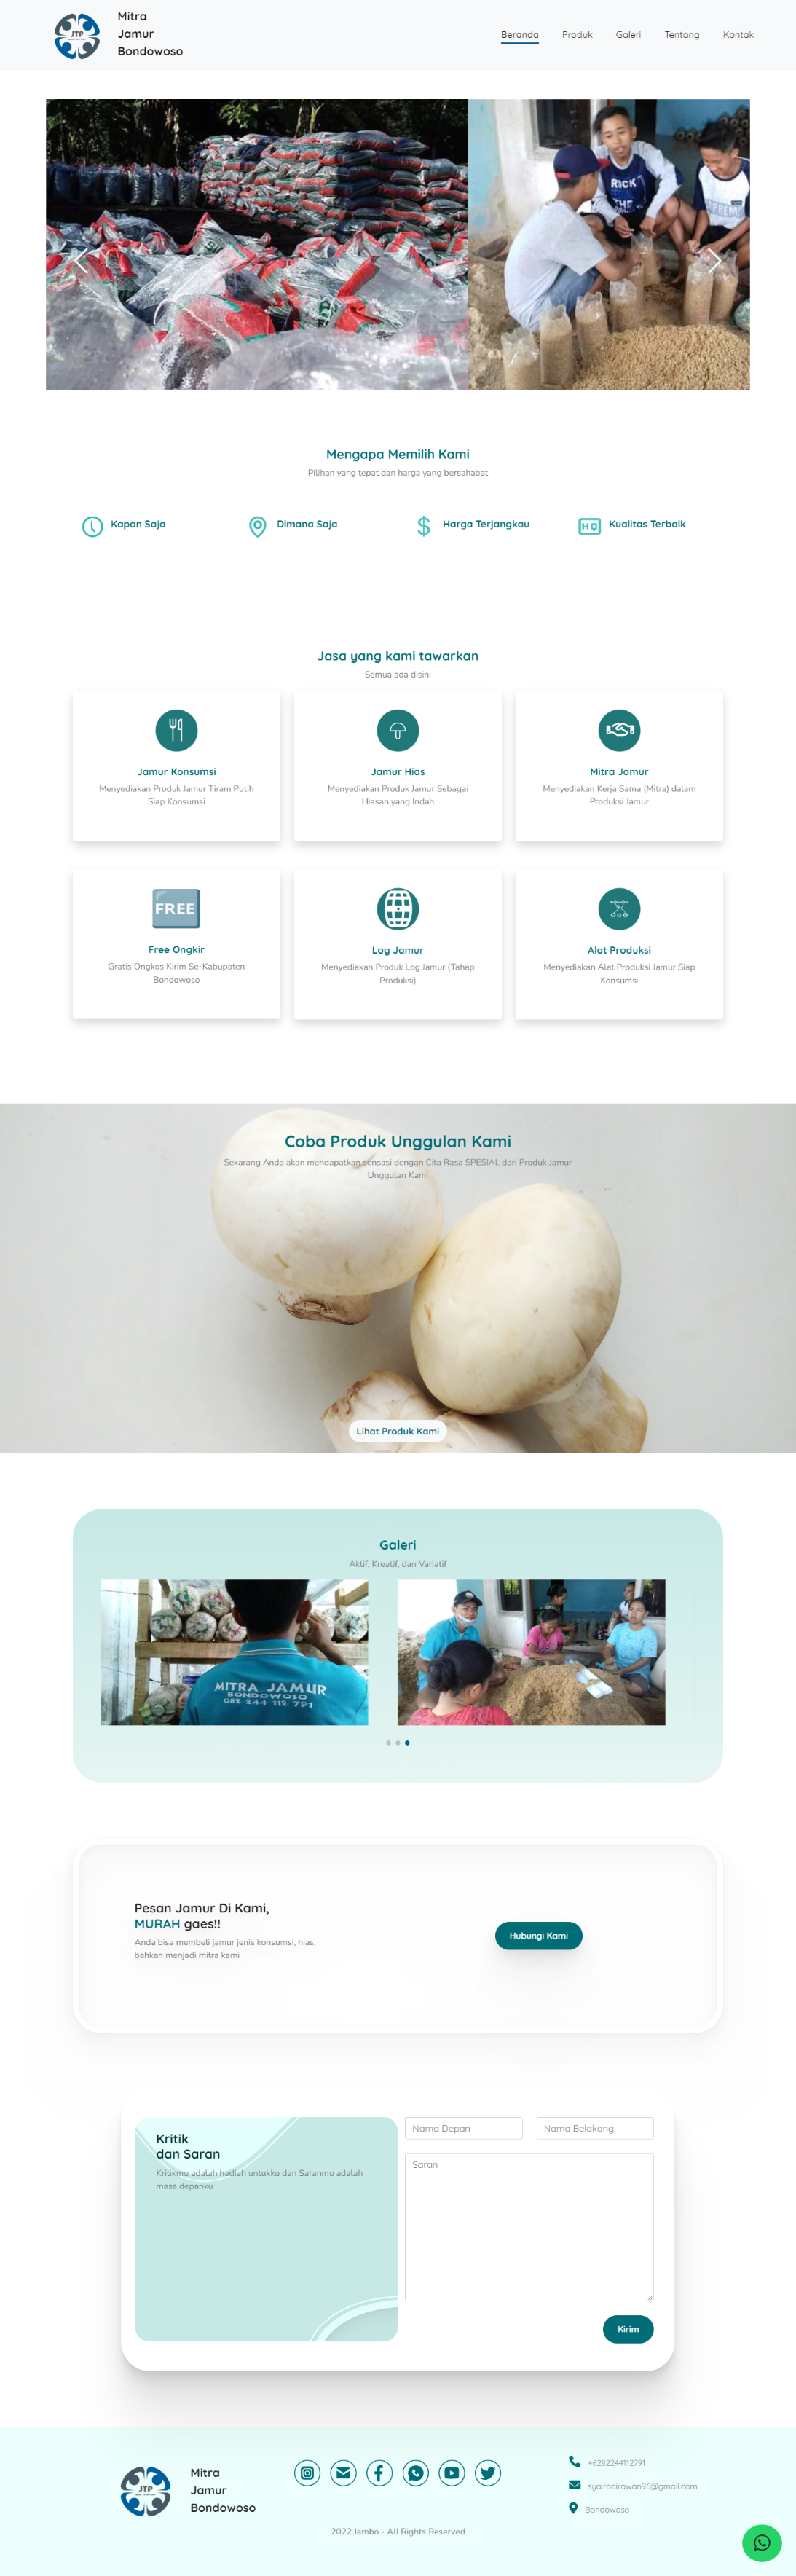 JTP
Mitra
Jamur
Bondowoso
Beranda
Produk
Galeri
Tentang
Kontak
ROCK
THE
Mengapa Memilih Kami
Pilihan yang tepat dan harga yang bersahabat
Kapan Saja
Dimana Saja
Harga Terjangkau
HQ
Kualitas Terbaik
Jasa yang kami tawarkan
Semua ada disini
Jamur Konsumsi
Menyediakan Produk Jamur Tiram Putih
Siap Konsumsi
Jamur Hias
Menyediakan Produk Jamur Sebagai
Hiasan yang Indah
Mitra Jamur
Menyediakan Kerja Sama (Mitra) dalam
Produksi Jamur
FREE
Free Ongkir
Gratis Ongkos Kirim Se-Kabupaten
Bondowoso
Log Jamur
Menyediakan Produk Log Jamur (Tahap
Produksi)
Alat Produksi
Menyediakan Alat Produksi Jamur Siap
Konsumsi
Coba Produk Unggulan Kami
Sekarang Anda akan mendapatkan sensasi dengan Cita Rasa SPESIAL dari Produk Jamur
Unggulan Kami
Lihat Produk Kami
Galeri
Aktif, Kreatif, dan Variatif
MITRA JAMUR
BONDOWOSO
082 244 112 791
Pesan Jamur Di Kami,
MURAH gaes!!
Anda bisa membeli jamur jenis konsumsi, hias,
bahkan menjadi mitra kami
Hubungi Kami
Kritik
dan Saran
Kritikmu adalah hadiah untukku dan Saranmu adalah
masa depanku
Nama Depan
Nama Belakang
Saran
Kirim
JTP
Mitra
Jamur
Bondowoso
+6282244112791
syairodirowan96@gmail.com
Bondowoso
2022 Jambo - All Rights Reserved